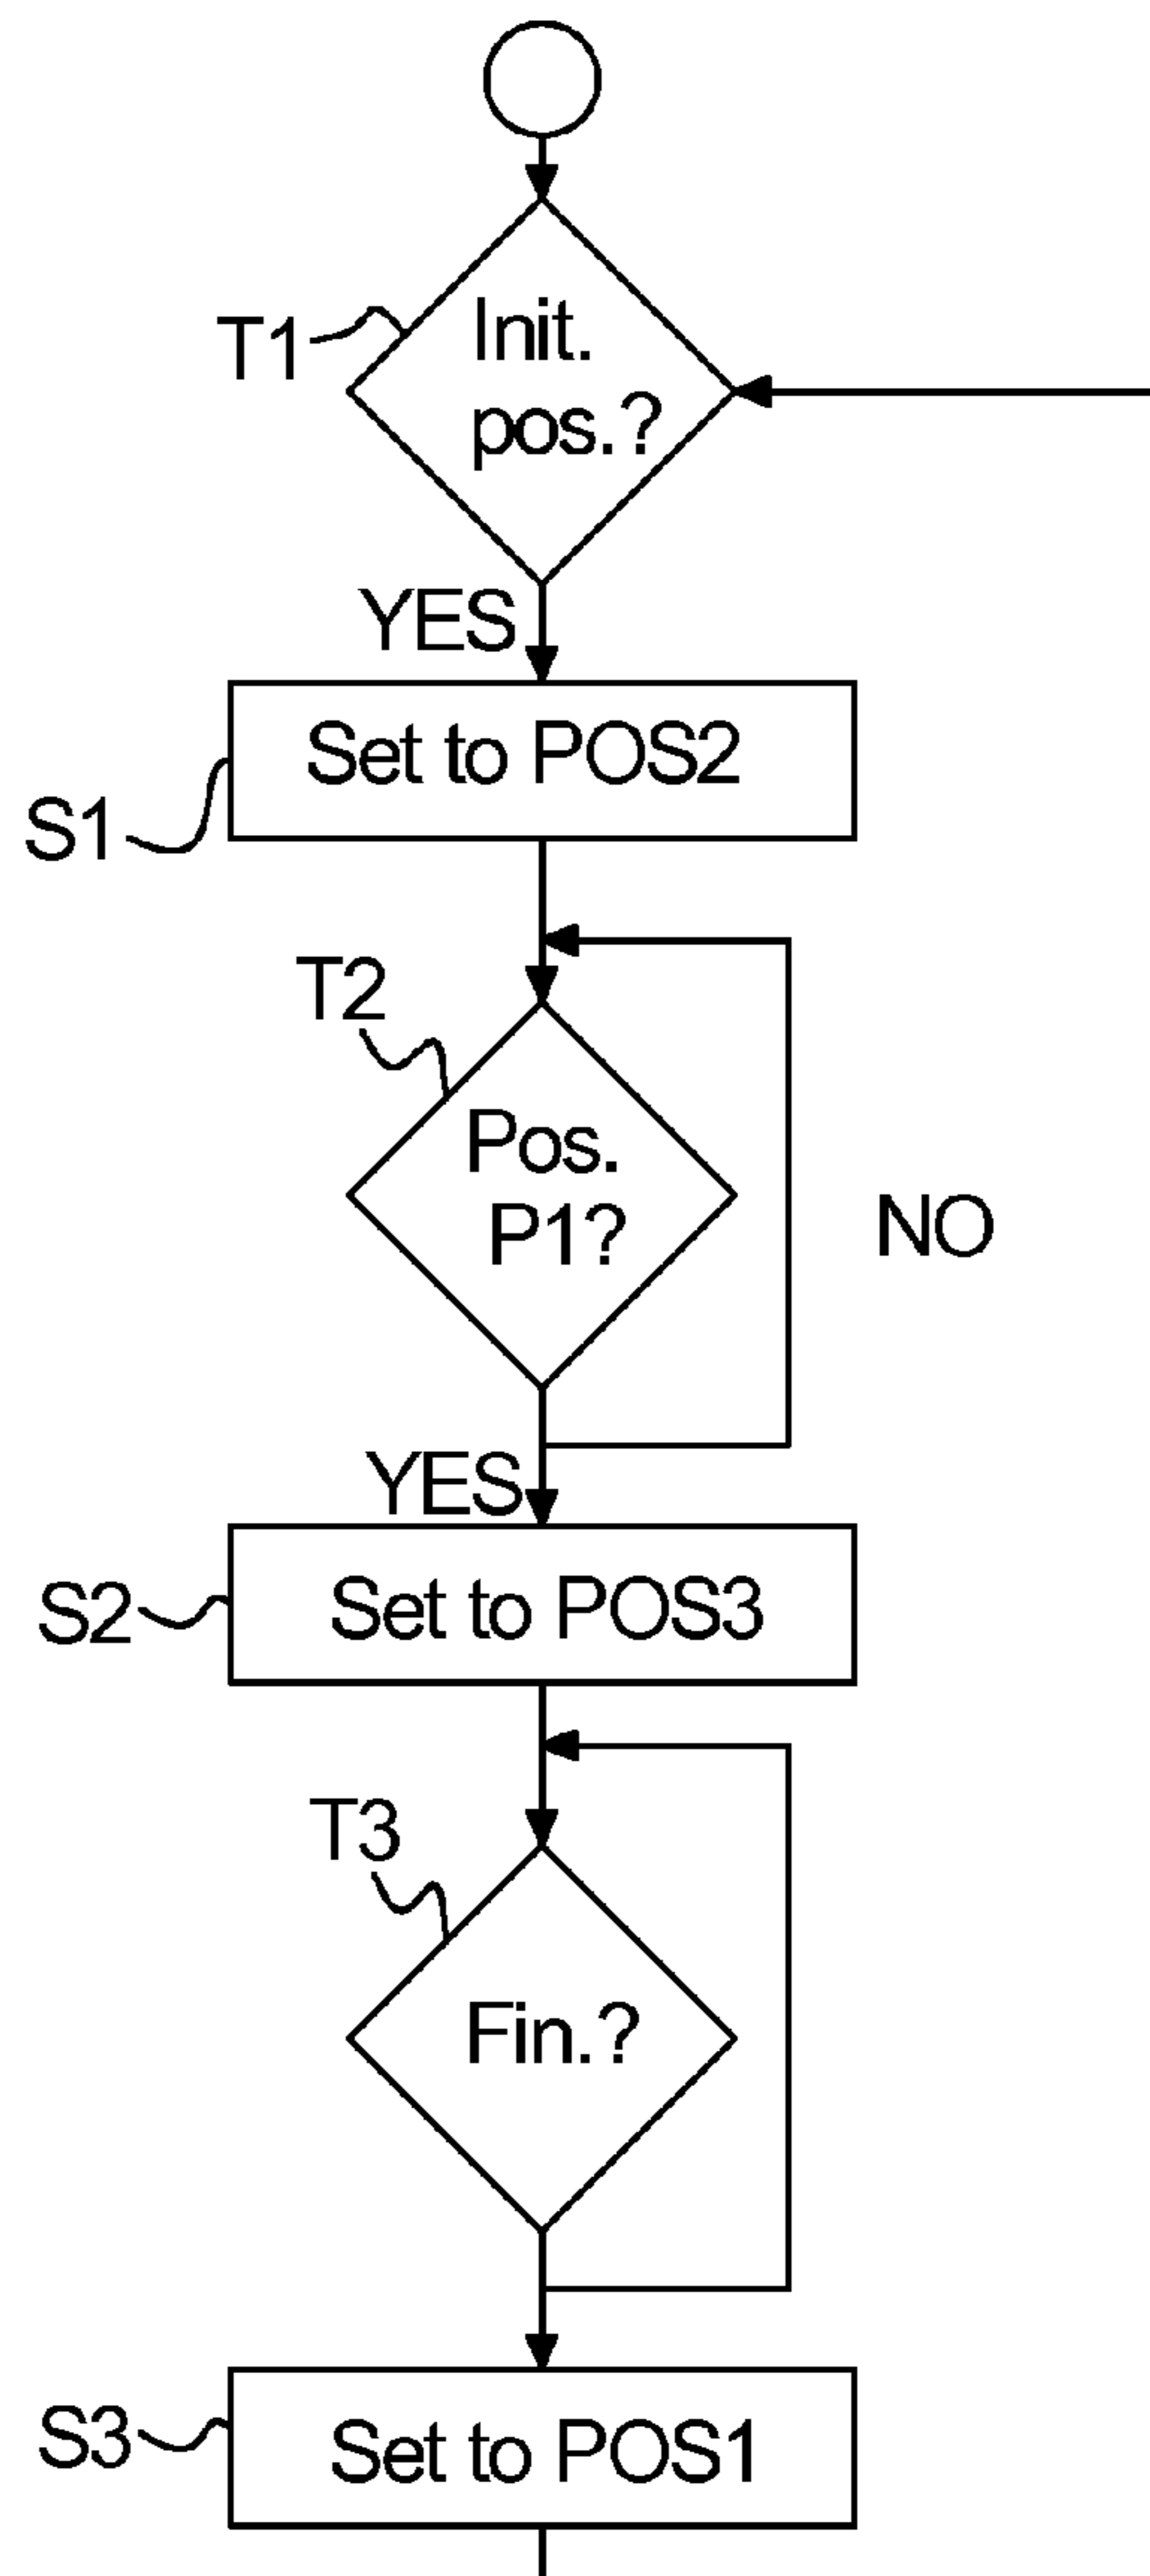 T1
Init.
pos.?
YES
Set to POS2
S1
T2
Pos.
P1?
NO
YES
Set to POS3
S2
T3
Fin.?
Set to POS1
S3